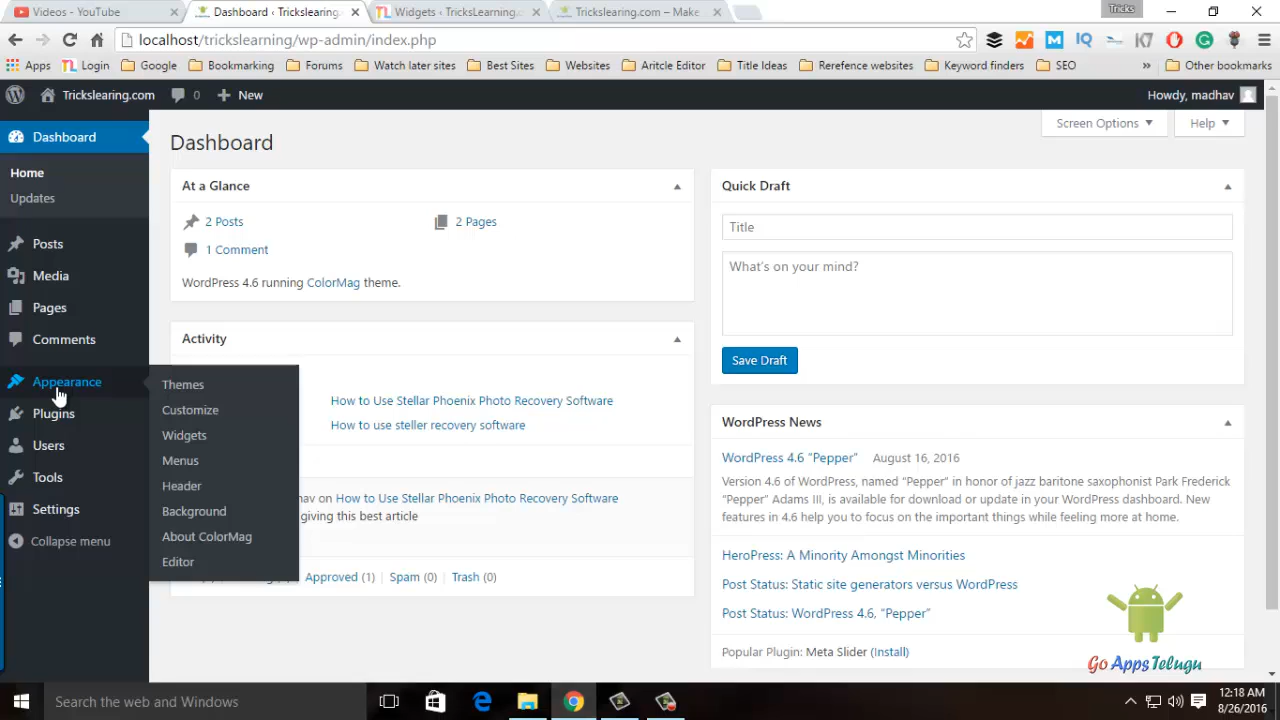 Videos - YouTube
Dashboard ‹ Trickslearing.
Widgets ‹ TricksLearning.c
Trickslearing.com – Make
Tricks
localhost/trickslearning/wp-admin/index.php
Apps
Login
Google
Bookmarking
Forums
Watch later sites
Best Sites
Websites
Aritcle Editor
Title Ideas
Rerefence websites
Keyword finders
SEO
»
Other bookmarks
Trickslearing.com
0
New
Howdy, madhav
Dashboard
Home
Updates
Posts
Media
Pages
Comments
Appearance
Plugins
Users
Tools
Settings
Collapse menu
Themes
Customize
Widgets
Menus
Header
Background
About ColorMag
Editor
Screen Options
Help
Dashboard
At a Glance
2 Posts
2 Pages
1 Comment
WordPress 4.6 running ColorMag theme.
Activity
How to Use Stellar Phoenix Photo Recovery Software
How to use steller recovery software
on How to Use Stellar Phoenix Photo Recovery Software
giving this best article
Approved (1)
Spam (0)
Trash (0)
Quick Draft
Title
What's on your mind?
Save Draft
WordPress News
WordPress 4.6 “Pepper” August 16, 2016
Version 4.6 of WordPress, named “Pepper” in honor of jazz baritone saxophonist Park Frederick
“Pepper” Adams III, is available for download or update in your WordPress dashboard. New
features in 4.6 help you to focus on the important things while feeling more at home.
HeroPress: A Minority Amongst Minorities
Post Status: Static site generators versus WordPress
Post Status: WordPress 4.6, “Pepper”
Popular Plugin: Meta Slider (Install)
Go Apps Telugu
Search the web and Windows
12:18 AM
8/26/2016